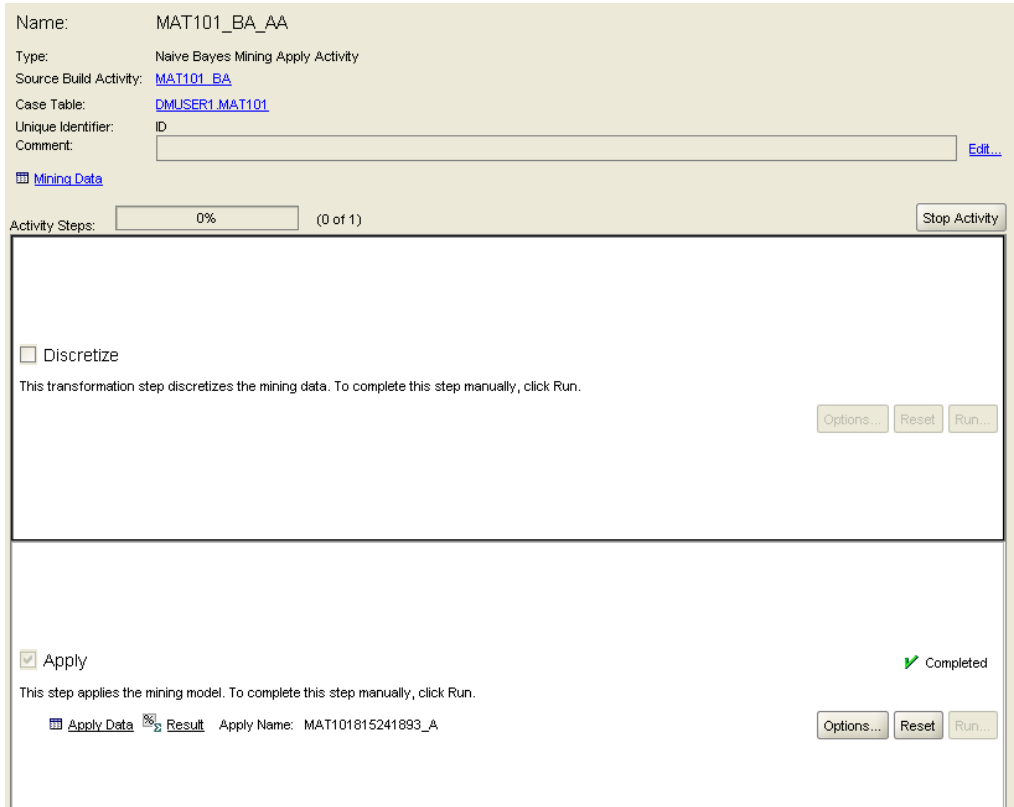 Name: MAT101_BA_AA
Type: Naive Bayes Mining Apply Activity
Source Build Activity: MAT101_BA
Case Table: DMUSER1.MAT101
Unique Identifier: ID
Comment:
Edit...
Mining Data
Activity Steps: 0% (0 of 1) Stop Activity
Discretize
This transformation step discretizes the mining data. To complete this step manually, click Run.
Options... Reset Run...
Apply Completed
This step applies the mining model. To complete this step manually, click Run.
Apply Data Result Apply Name: MAT101815241893_A Options... Reset Run...